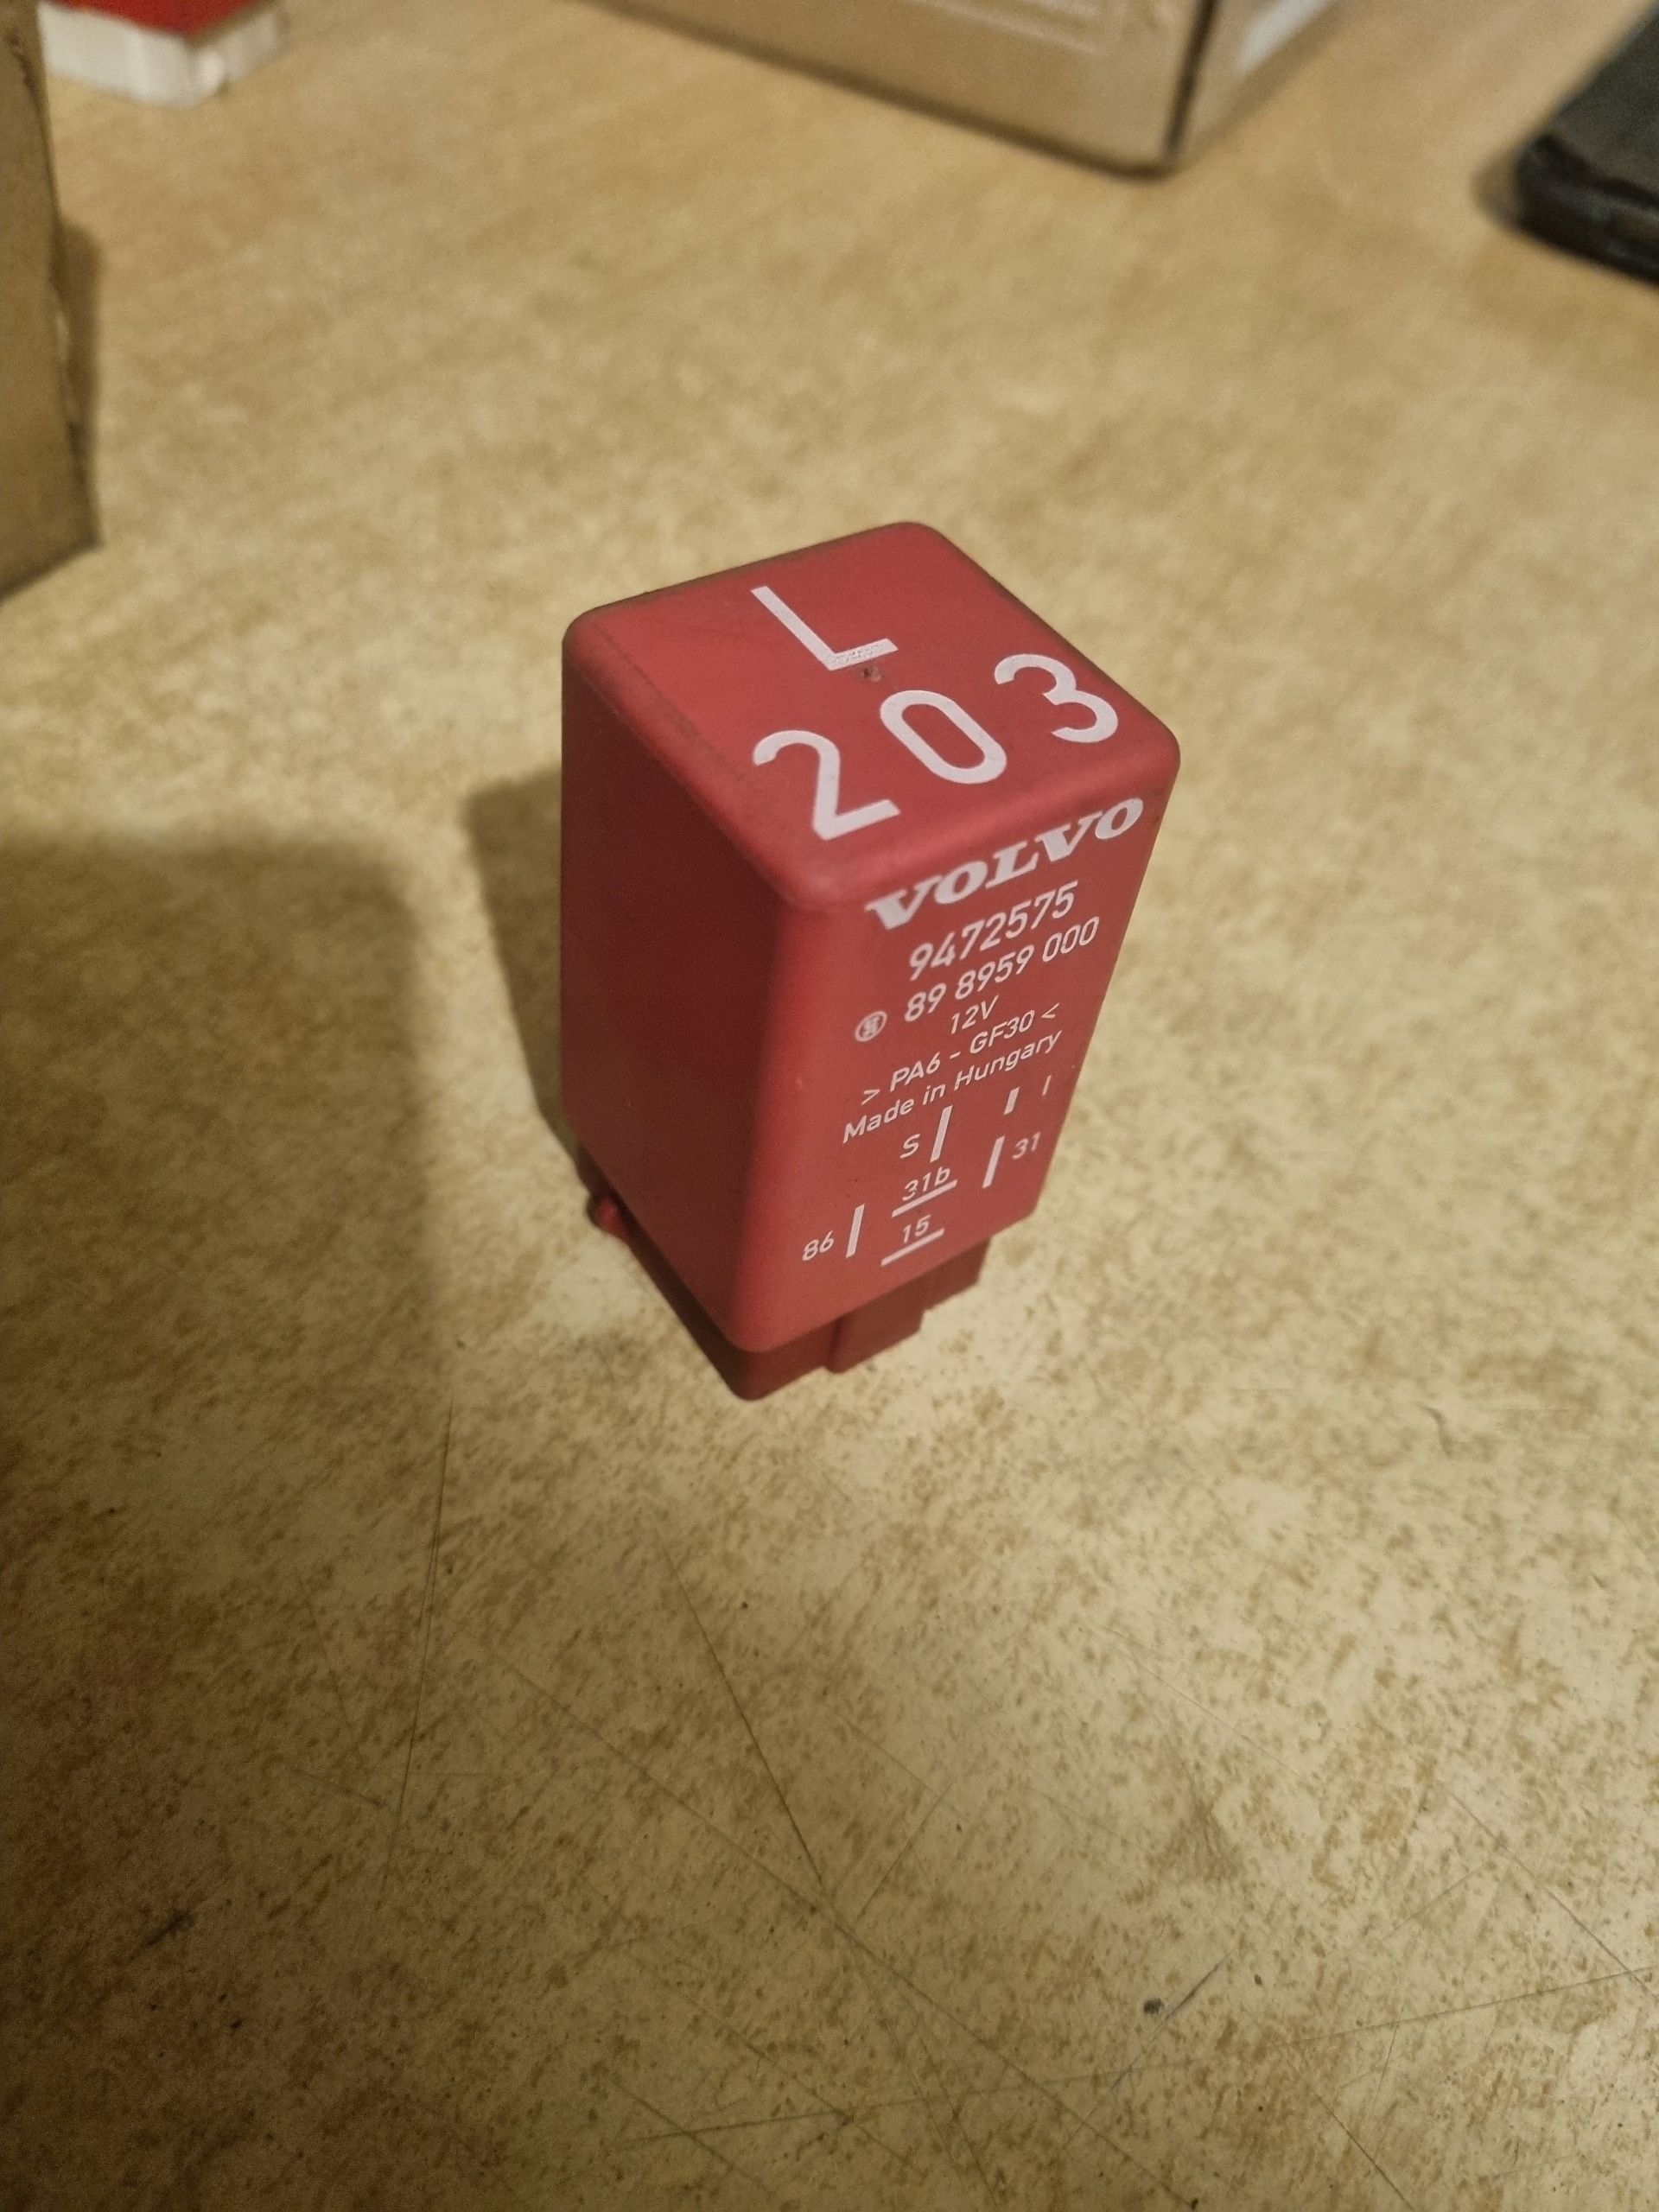 L
203
VOLVO
9472575
89 8959 000
12V
> PA6 - GF30 <
Made in Hungary
S
31
31b
86
15